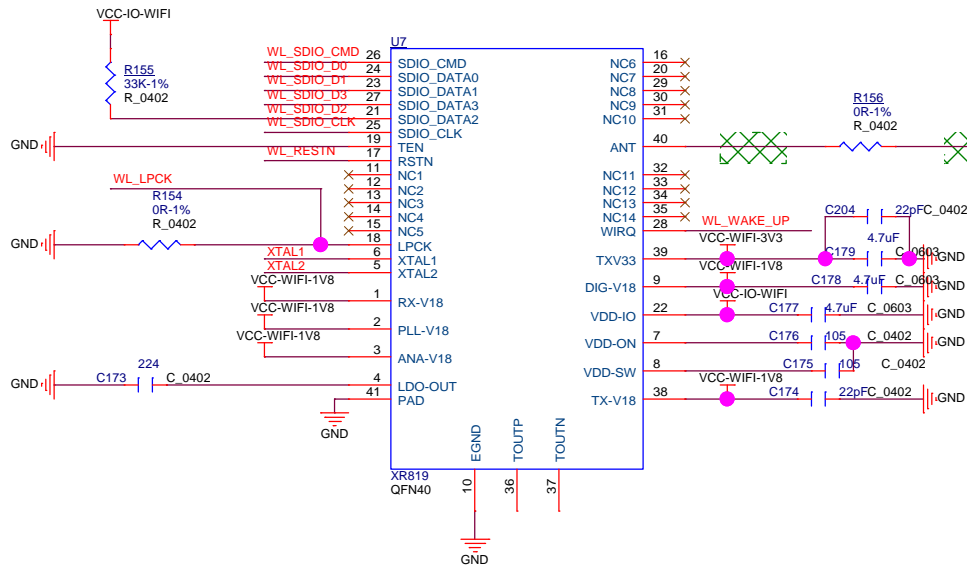 VCC-IO-WIFI
R155
33K-1%
R_0402
WL_SDIO_CMD
WL_SDIO_D0
WL_SDIO_D1
WL_SDIO_D3
WL_SDIO_D2
WL_SDIO_CLK
GND
WL_RESTN
WL_LPCK
R154
0R-1%
R_0402
GND
XTAL1
XTAL2
VCC-WIFI-1V8
VCC-WIFI-1V8
VCC-WIFI-1V8
224
GND
C173
C_0402
GND
U7
26 SDIO_CMD
24 SDIO_DATA0
23 SDIO_DATA1
27 SDIO_DATA3
21 SDIO_DATA2
25 SDIO_CLK
19 TEN
17 RSTN
11 NC1
12 NC2
13 NC3
14 NC4
15 NC5
18 LPCK
6 XTAL1
5 XTAL2
1 RX-V18
2 PLL-V18
3 ANA-V18
4 LDO-OUT
41 PAD
EGND
TOUTP
TOUTN
10
36
37
XR819
QFN40
GND
NC6 16
NC7 20
NC8 29
NC9 30
NC10 31
ANT 40
NC11 32
NC12 33
NC13 34
NC14 35
WIRQ 28
TXV33 39
DIG-V18 9
VDD-IO 22
VDD-ON 7
VDD-SW 8
TX-V18 38
R156
0R-1%
R_0402
WL_WAKE_UP
VCC-WIFI-3V3
VCC-WIFI-1V8
VCC-IO-WIFI
VCC-WIFI-1V8
C204 22pF C_0402
C179 4.7uF C_0603 GND
C178 4.7uF C_0603 GND
C177 4.7uF C_0603 GND
C176 105 C_0402 GND
C175 105 C_0402
C174 22pF C_0402 GND